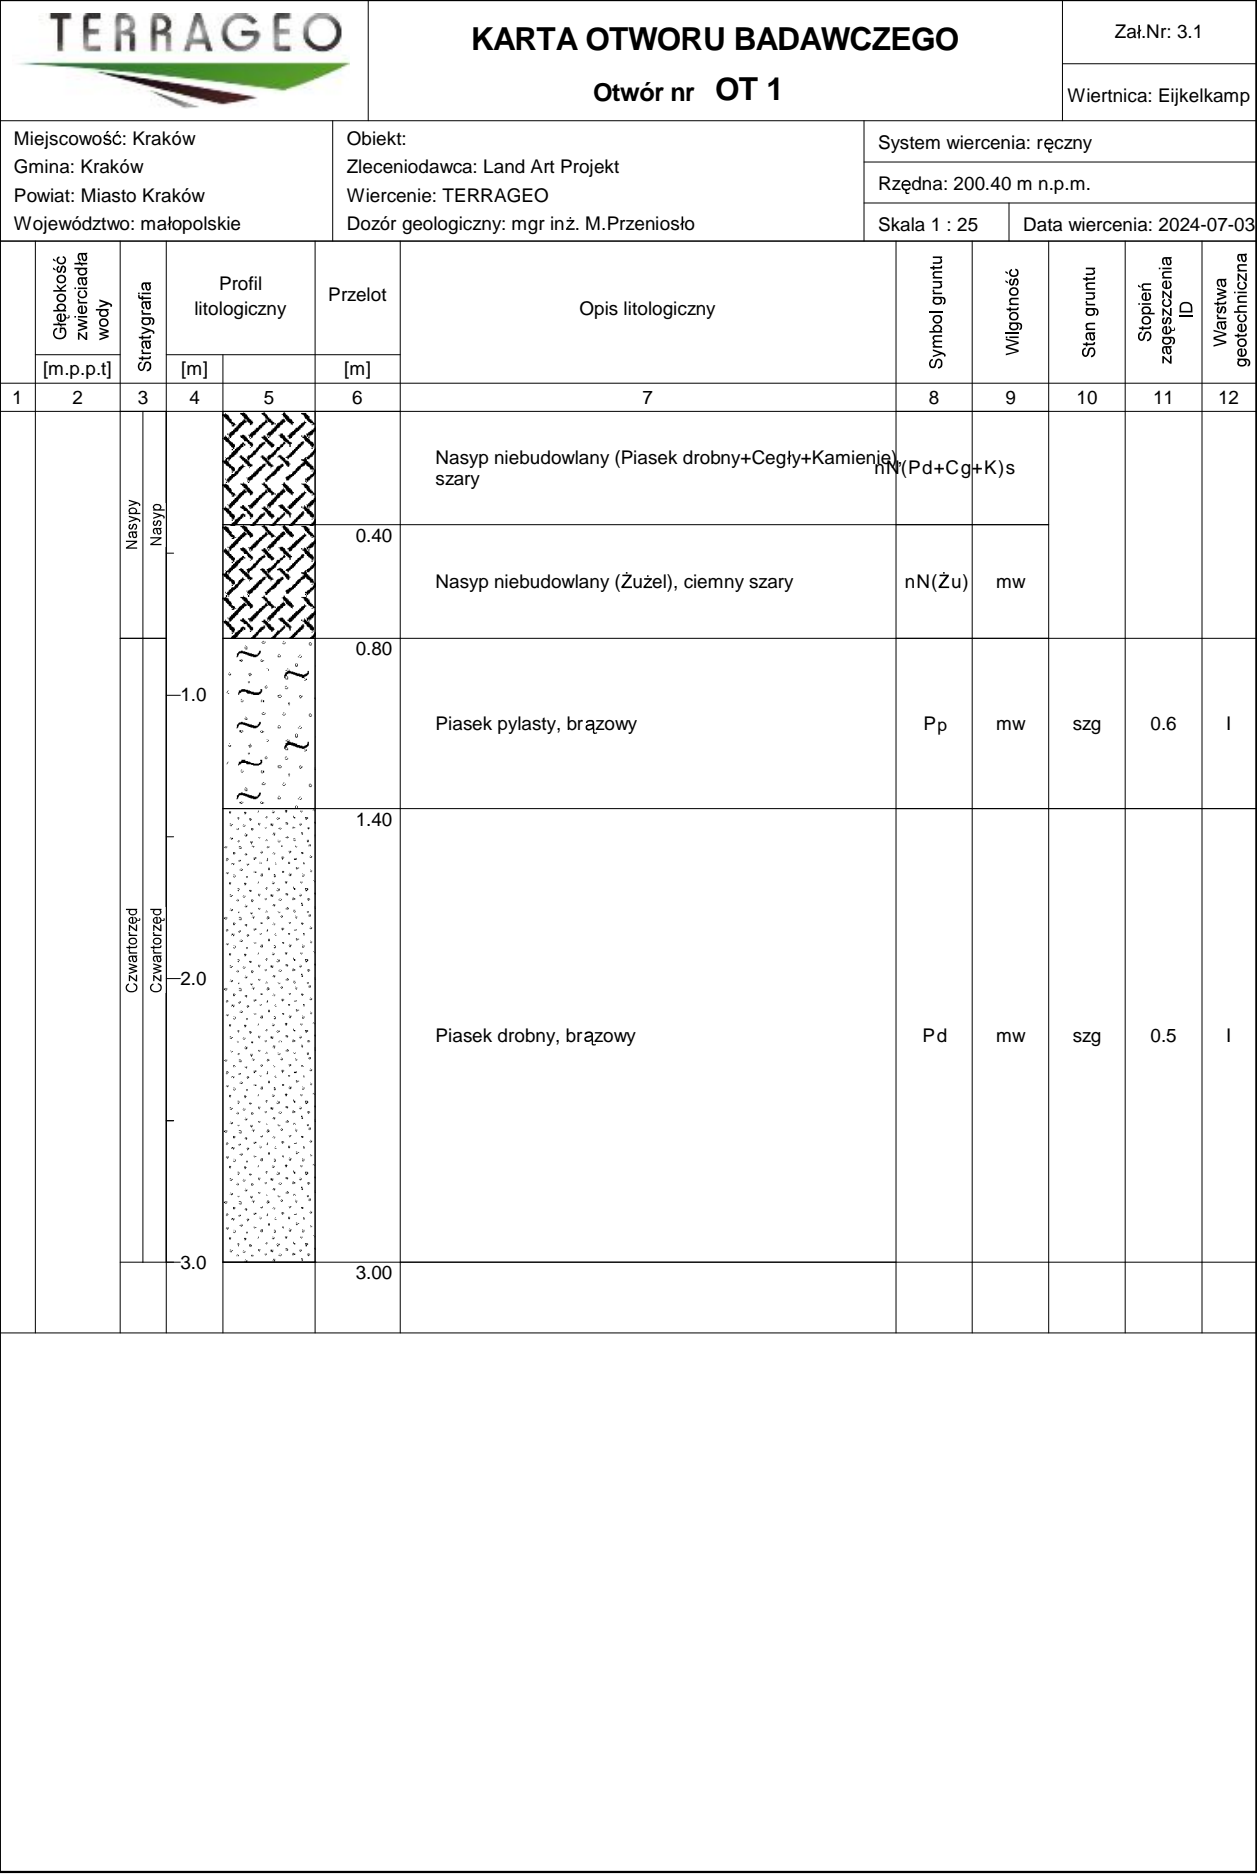 TERRAGEO
KARTA OTWORU BADAWCZEGO
Otwór nr OT 1
Zał.Nr: 3.1
Wiertnica: Eijkelkamp
Miejscowość: Kraków
Gmina: Kraków
Powiat: Miasto Kraków
Województwo: małopolskie
Obiekt:
Zleceniodawca: Land Art Projekt
Wiercenie: TERRAGEO
Dozór geologiczny: mgr inż. M.Przeniosło
System wiercenia: ręczny
Rzędna: 200.40 m n.p.m.
Skala 1 : 25
Data wiercenia: 2024-07-03
Głębokość
zwierciadła
wody
[m.p.p.t]
Stratygrafia
Profil
litologiczny
[m]
Przelot
[m]
Opis litologiczny
Symbol gruntu
Wilgotność
Stan gruntu
Stopień
zagęszczenia
ID
Warstwa
geotechniczna
1 2 3 4 5 6 7 8 9 10 11 12
Nasypy
Nasyp
Nasyp niebudowlany (Piasek drobny+Cegły+Kamienie),
szary
nN(Pd+Cg+K)s
0.40
Nasyp niebudowlany (Żużel), ciemny szary
nN(Żu) mw
0.80
1.0
Piasek pylasty, brązowy
Pp mw szg 0.6 I
1.40
Czwartorzęd
Czwartorzęd
2.0
Piasek drobny, brązowy
Pd mw szg 0.5 I
3.0
3.00